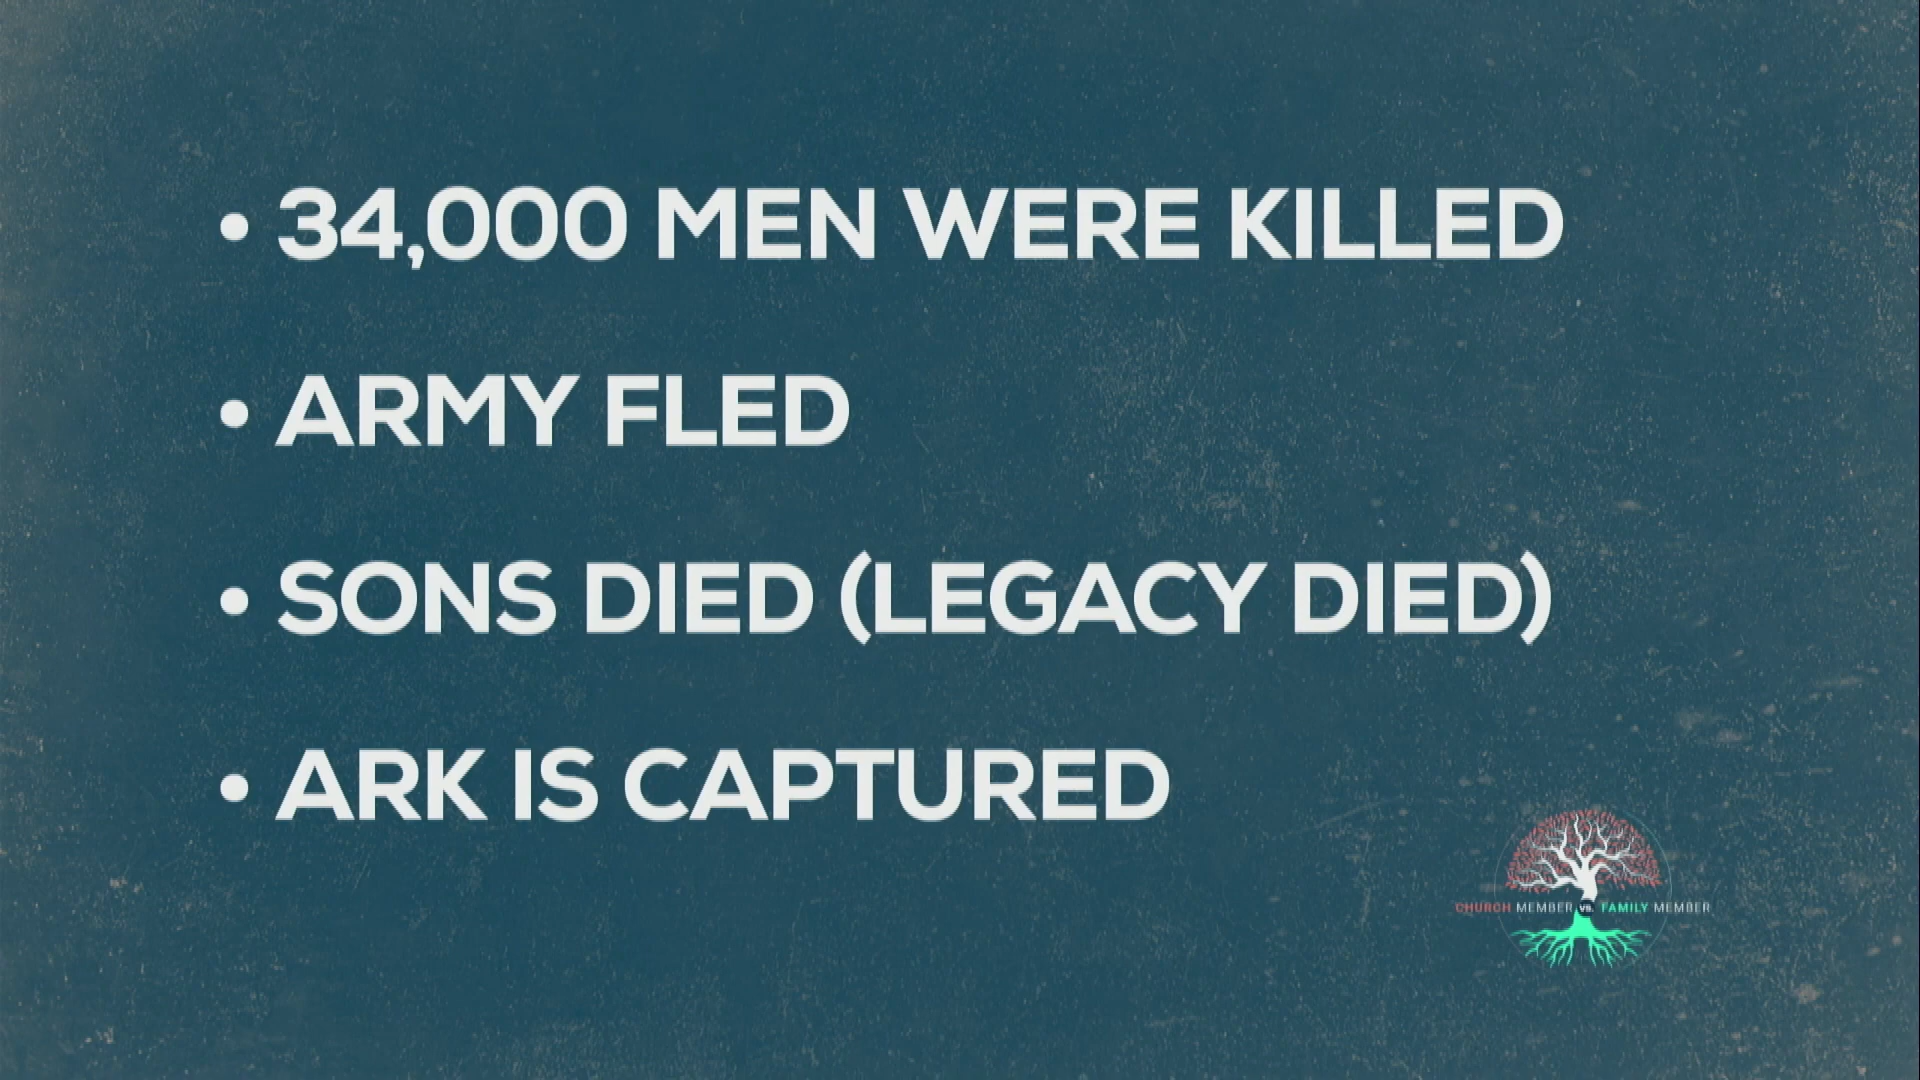 • 34,000 MEN WERE KILLED
• ARMY FLED
• SONS DIED (LEGACY DIED)
• ARK IS CAPTURED
CHURCH MEMBER VS. FAMILY MEMBER